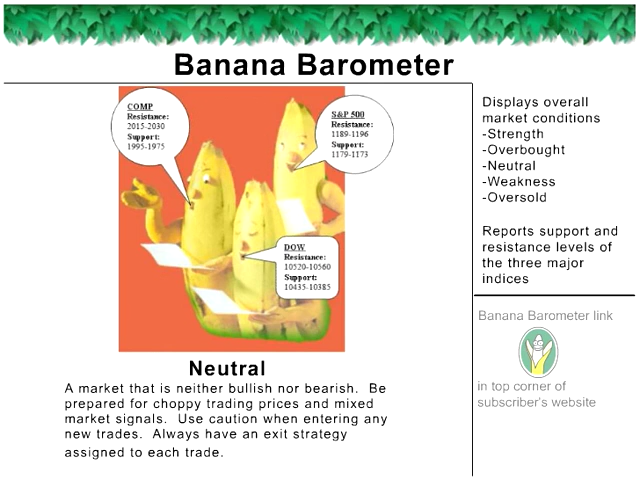 Banana Barometer
COMP
Resistance:
2015-2030
Support:
1995-1975
S&P 500
Resistance:
1189-1196
Support:
1179-1173
DOW
Resistance:
10520-10560
Support:
10435-10385
Neutral
A market that is neither bullish nor bearish.  Be
prepared for choppy trading prices and mixed
market signals.  Use caution when entering any
new trades.  Always have an exit strategy
assigned to each trade.
Displays overall
market conditions
-Strength
-Overbought
-Neutral
-Weakness
-Oversold
Reports support and
resistance levels of
the three major
indices
Banana Barometer link
in top corner of
subscriber's website